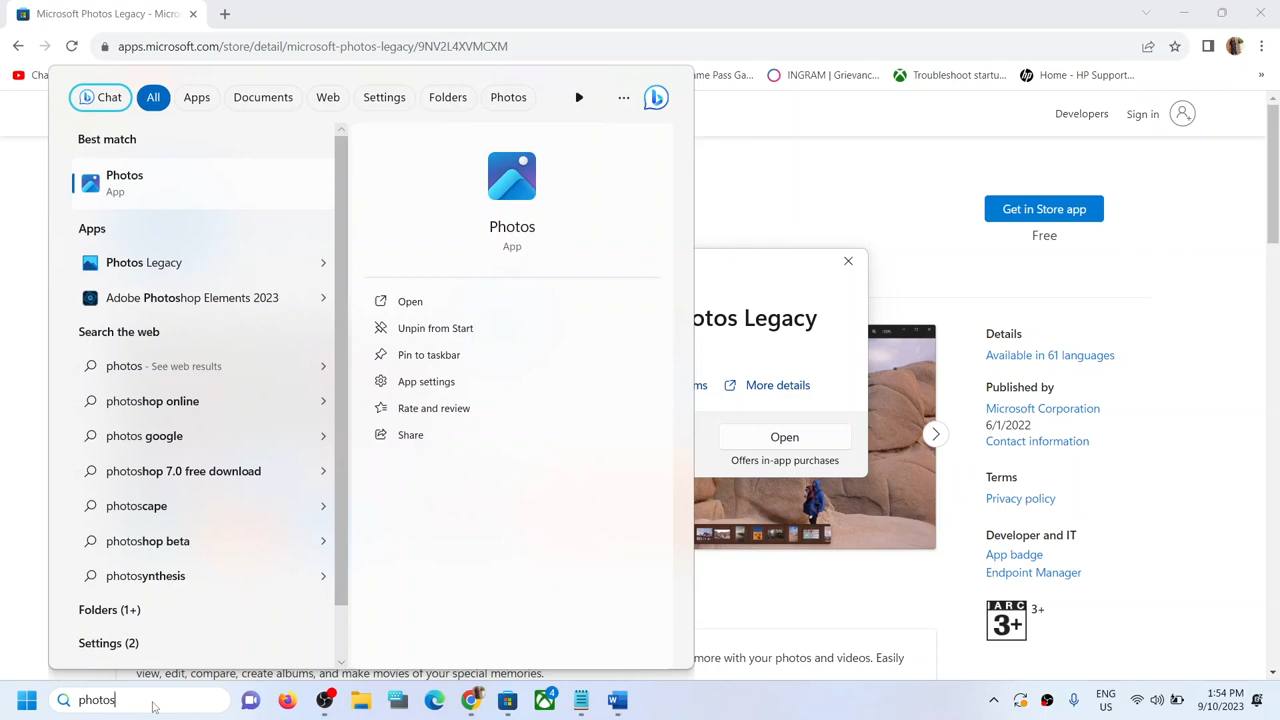 Microsoft Photos Legacy - Micro
apps.microsoft.com/store/detail/microsoft-photos-legacy/9NV2L4XVMCXM
Cha
me Pass Ga...
INGRAM | Grievanc...
Troubleshoot startu...
Home - HP Support...
»
Chat
All
Apps
Documents
Web
Settings
Folders
Photos
Developers
Sign in
Best match
Photos
App
Apps
Photos Legacy
Adobe Photoshop Elements 2023
Search the web
photos - See web results
photoshop online
photos google
photoshop 7.0 free download
photoscape
photoshop beta
photosynthesis
Folders (1+)
Settings (2)
Photos
App
Open
Unpin from Start
Pin to taskbar
App settings
Rate and review
Share
otos Legacy
ms
More details
Open
Offers in-app purchases
Get in Store app
Free
Details
Available in 61 languages
Published by
Microsoft Corporation
6/1/2022
Contact information
Terms
Privacy policy
Developer and IT
App badge
Endpoint Manager
IARC
3+
3+
more with your photos and videos. Easily
view, edit, compare, create albums, and make movies of your special memories.
photos
4
ENG
US
1:54 PM
9/10/2023